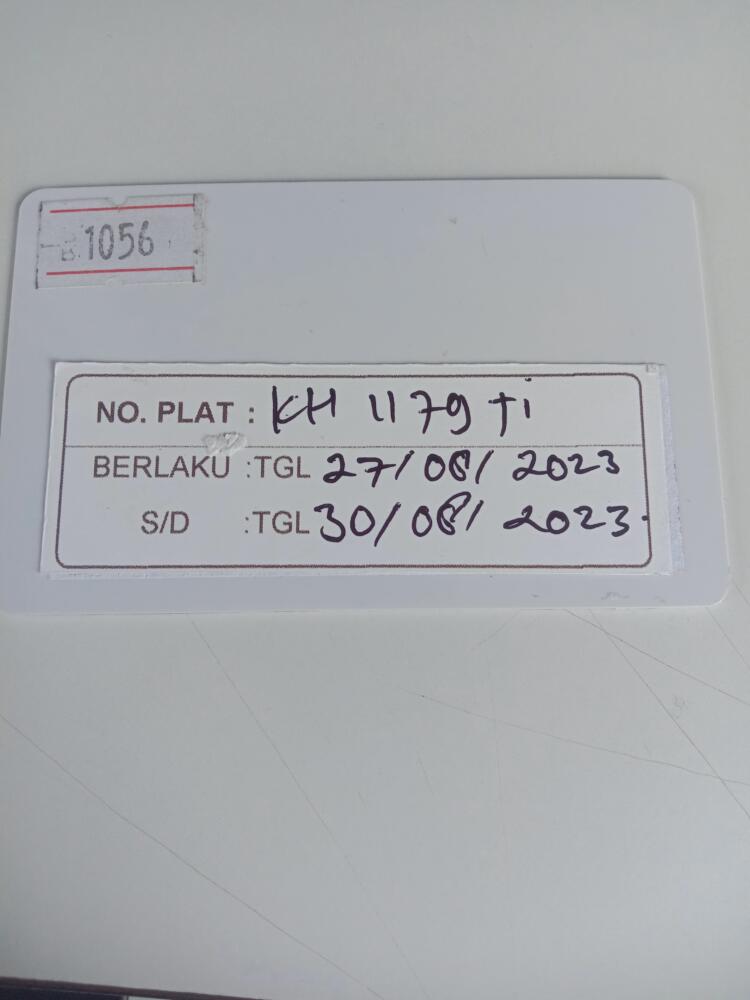 B.1056
NO. PLAT : KH 1179 Ti
BERLAKU :TGL 27/08/ 2023
S/D :TGL 30/08/ 2023.